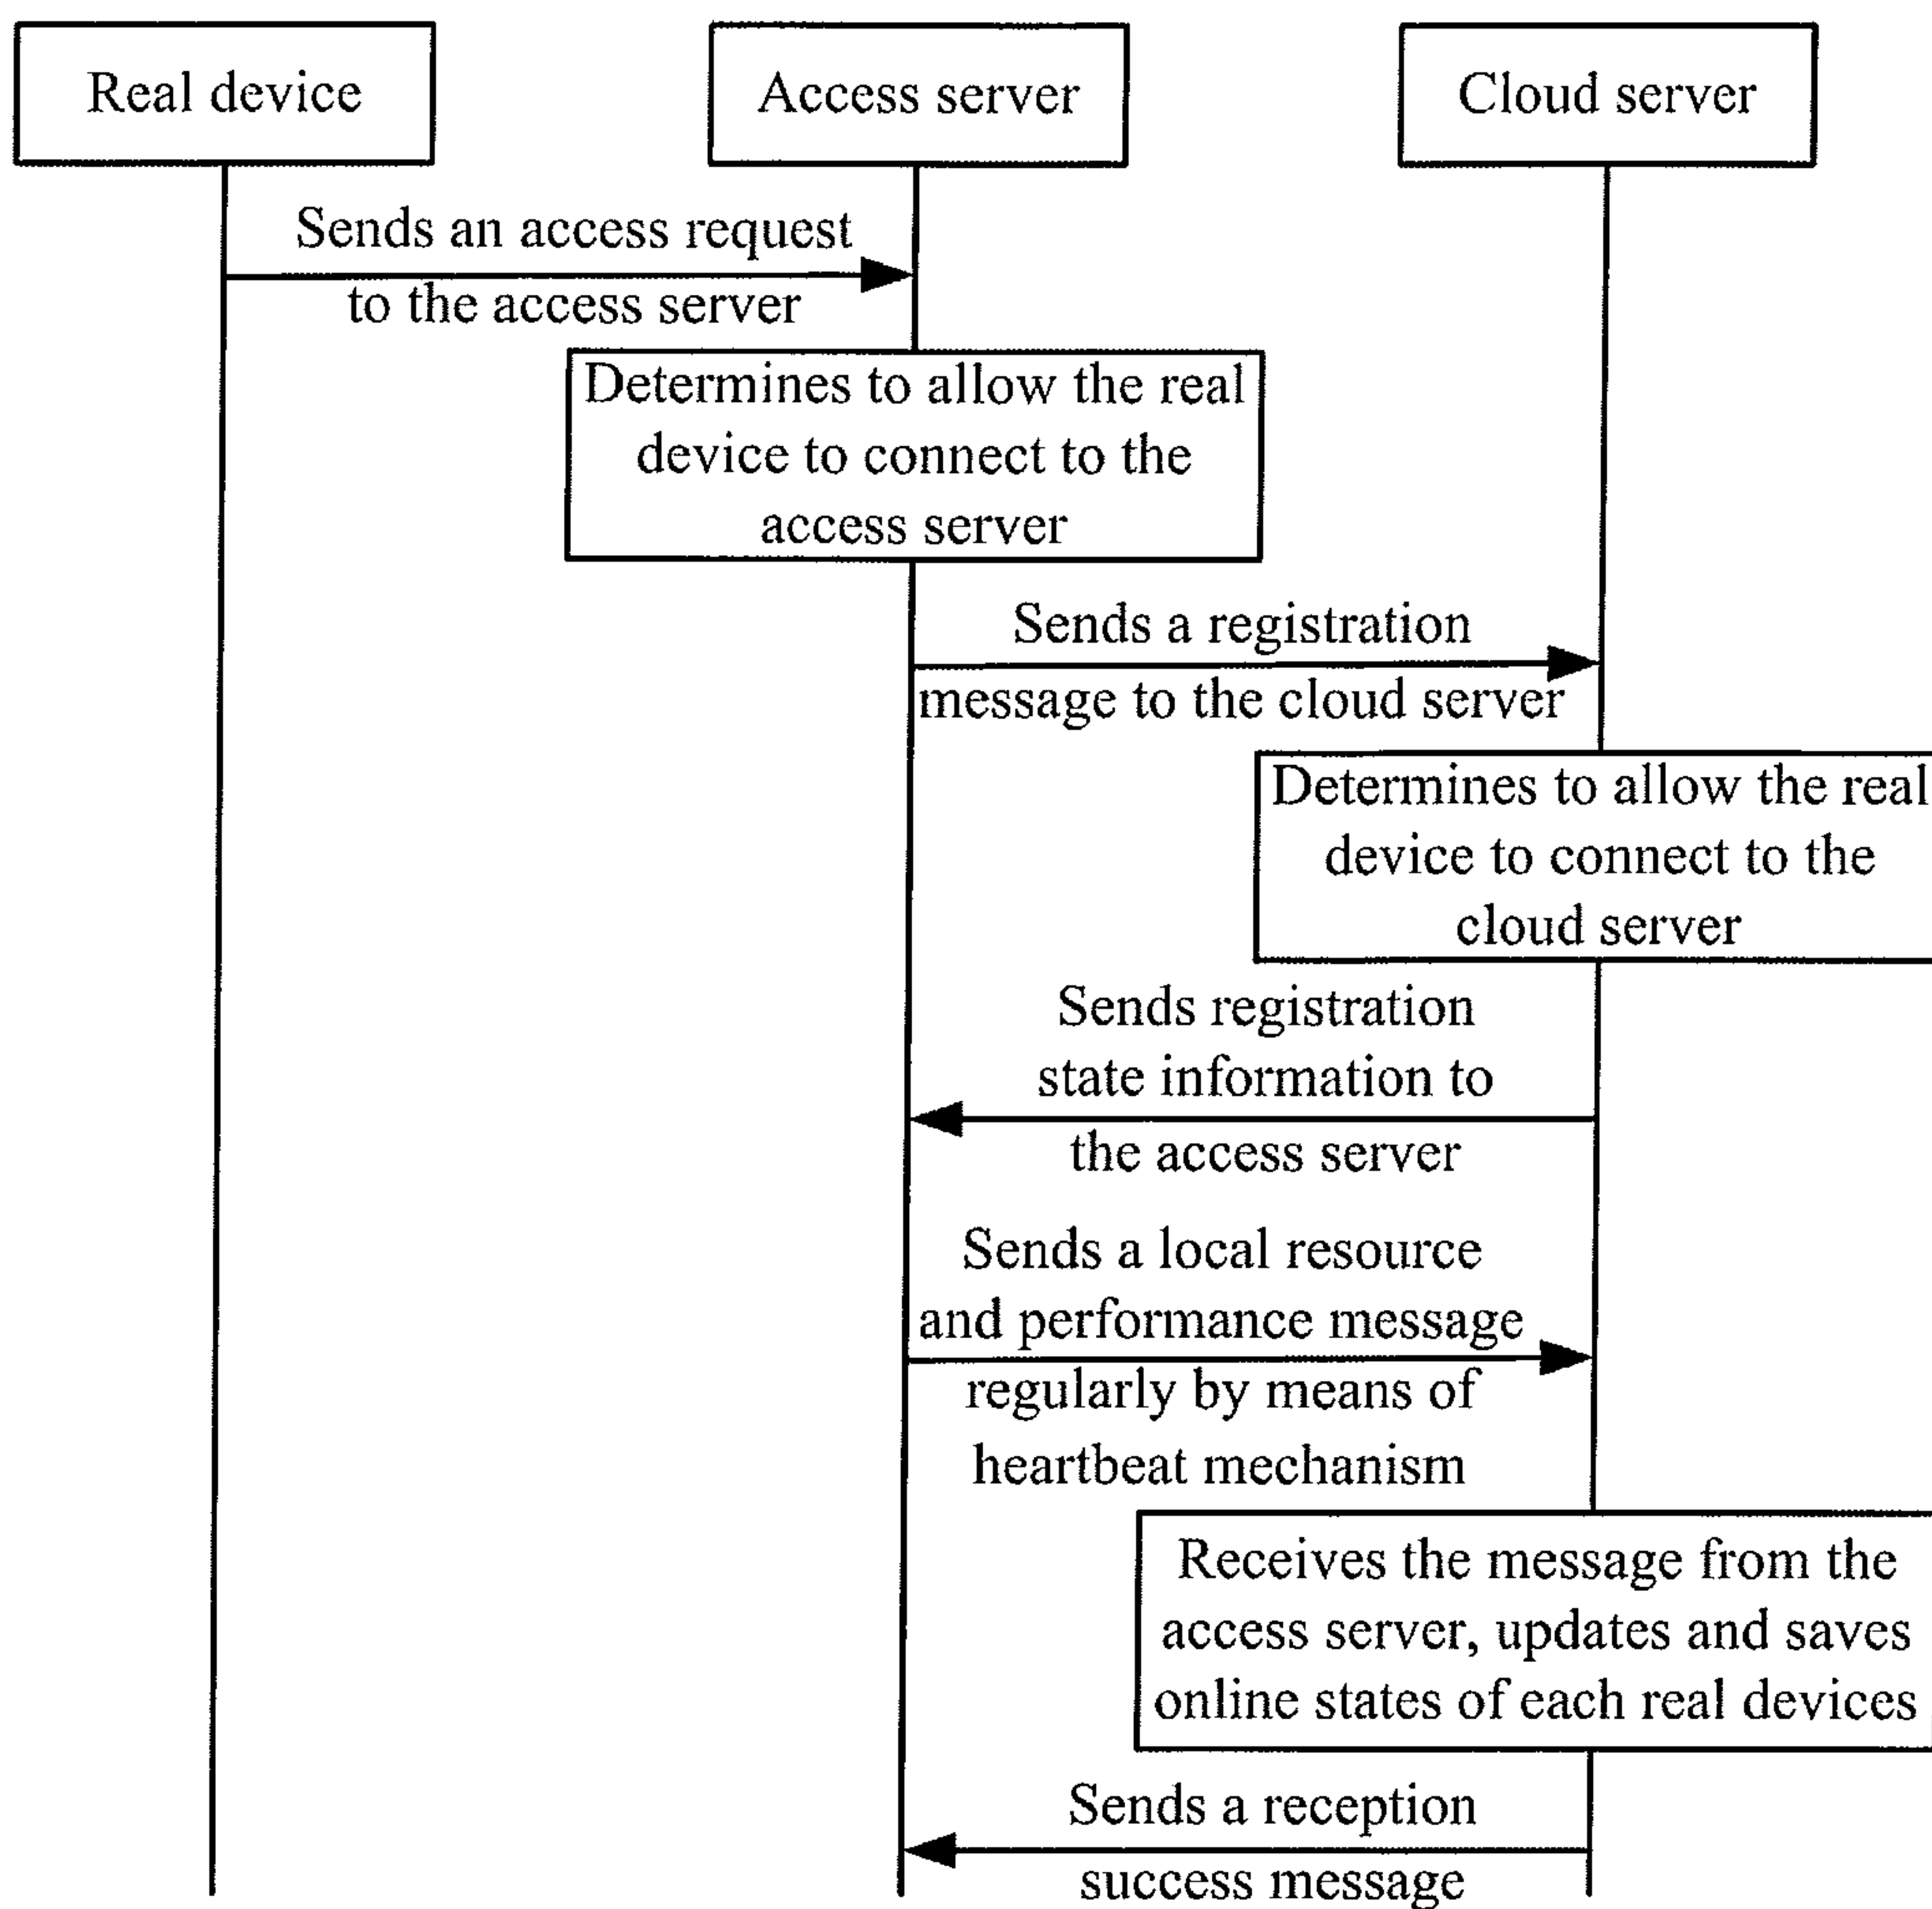 Real device
Access server
Cloud server
Sends an access request
to the access server
Determines to allow the real
device to connect to the
access server
Sends a registration
message to the cloud server
Determines to allow the real
device to connect to the
cloud server
Sends registration
state information to
the access server
Sends a local resource
and performance message
regularly by means of
heartbeat mechanism
Receives the message from the
access server, updates and saves
online states of each real devices
Sends a reception
success message